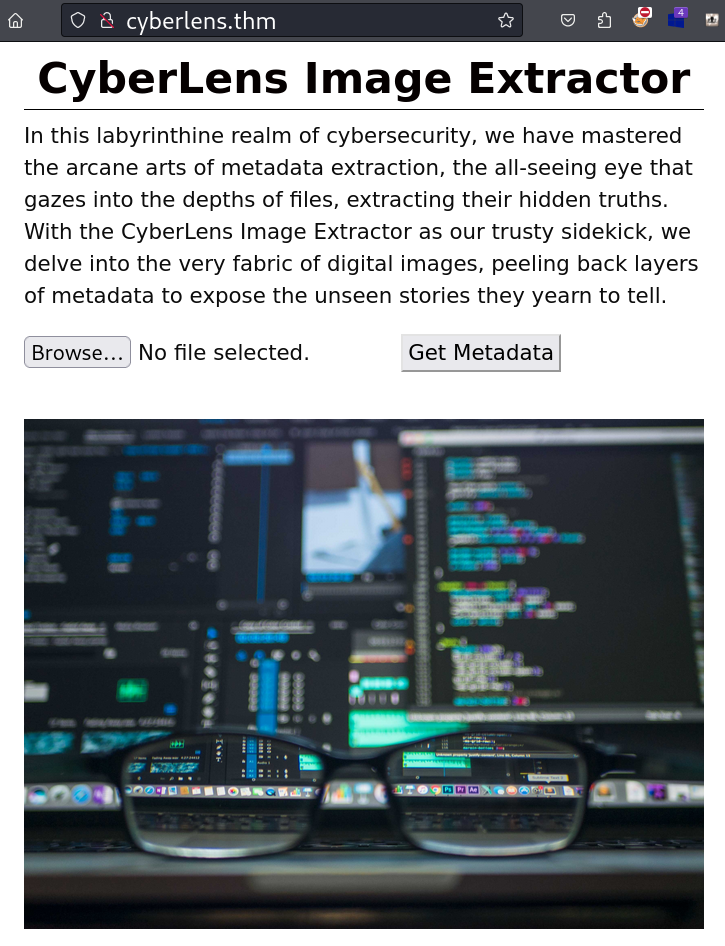 cyberlens.thm
4
CyberLens Image Extractor
In this labyrinthine realm of cybersecurity, we have mastered
the arcane arts of metadata extraction, the all-seeing eye that
gazes into the depths of files, extracting their hidden truths.
With the CyberLens Image Extractor as our trusty sidekick, we
delve into the very fabric of digital images, peeling back layers
of metadata to expose the unseen stories they yearn to tell.
Browse... No file selected. Get Metadata
Ps Pr Ae